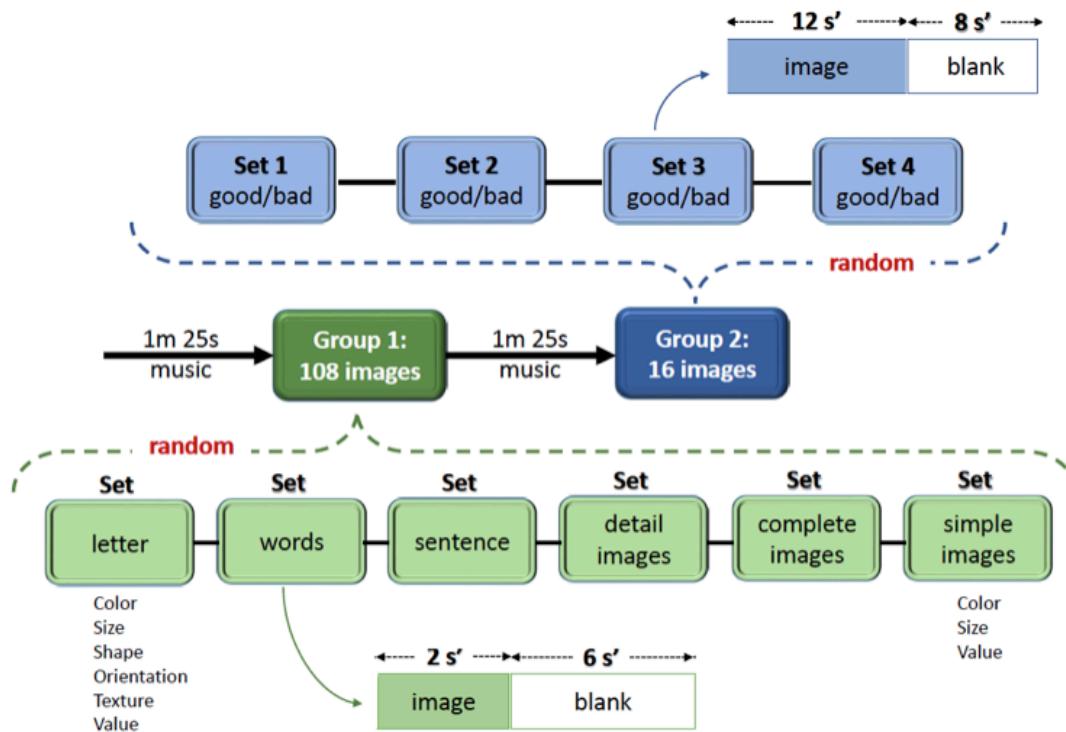 12 s’ 8 s’
image blank
Set 1 Set 2 Set 3 Set 4
good/bad good/bad good/bad good/bad
random
1m 25s Group 1: 1m 25s Group 2:
music 108 images music 16 images
random
Set Set Set Set Set Set
letter words sentence detail images complete images simple images
Color
Size
Shape
Orientation
Texture
Value
Color
Size
Value
2 s’ 6 s’
image blank